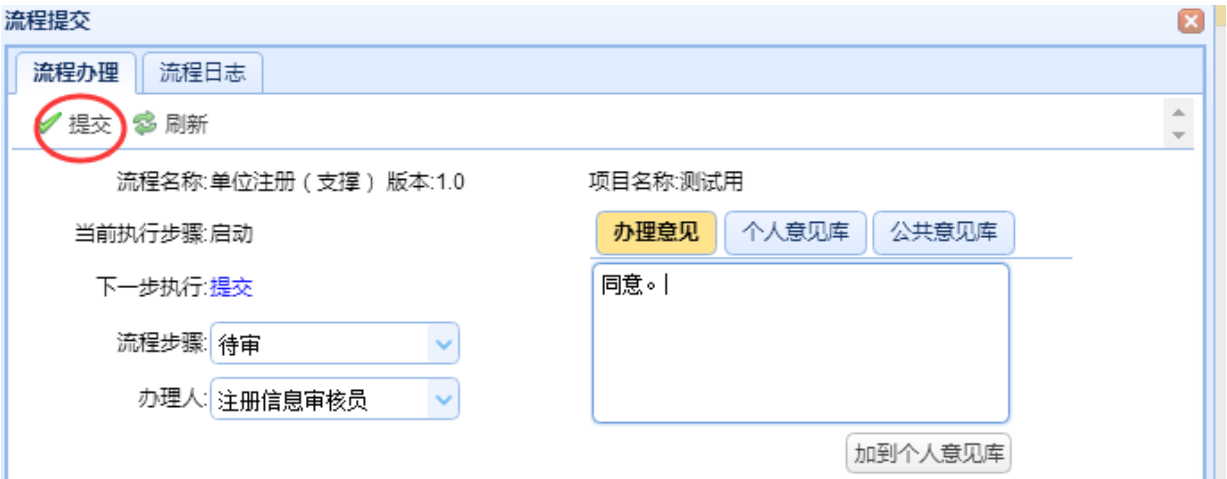 流程提交
流程办理 流程日志
提交 刷新
流程名称:单位注册（支撑）版本:1.0 项目名称:测试用
当前执行步骤:启动 办理意见 个人意见库 公共意见库
下一步执行:提交 同意。
流程步骤: 待审
办理人: 注册信息审核员
加到个人意见库